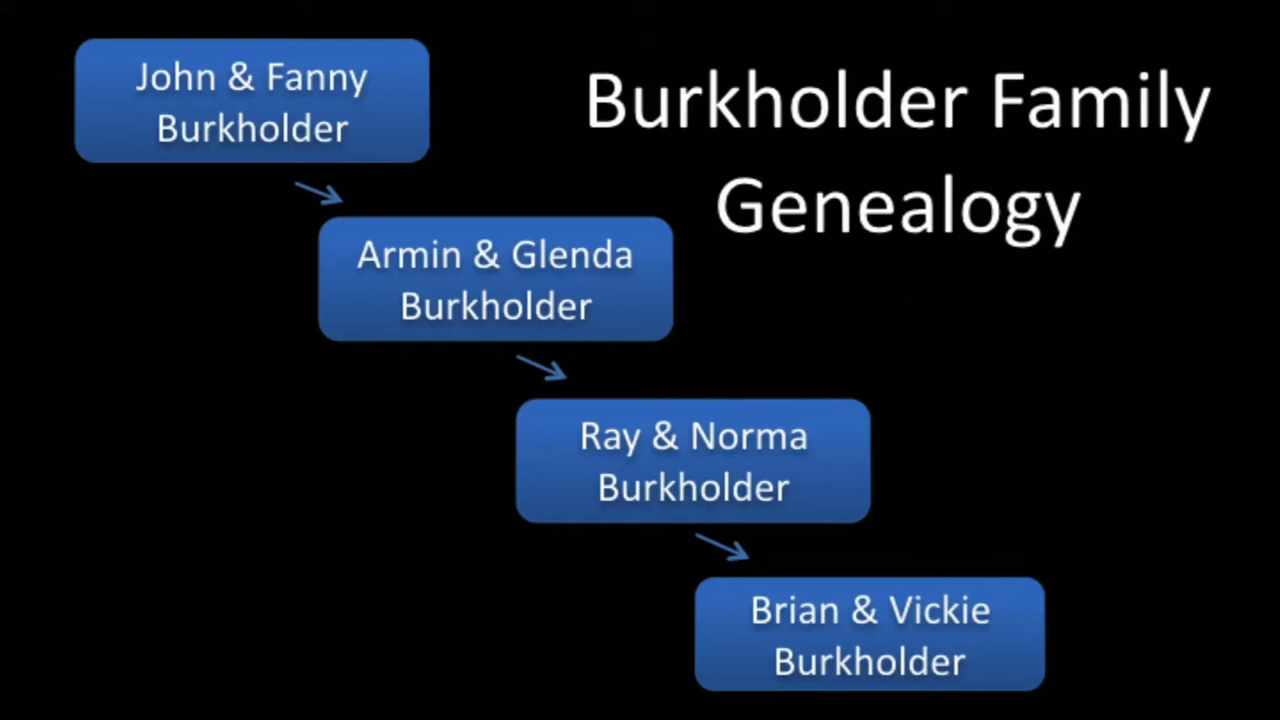 John & Fanny
Burkholder
Burkholder Family
Genealogy
Armin & Glenda
Burkholder
Ray & Norma
Burkholder
Brian & Vickie
Burkholder